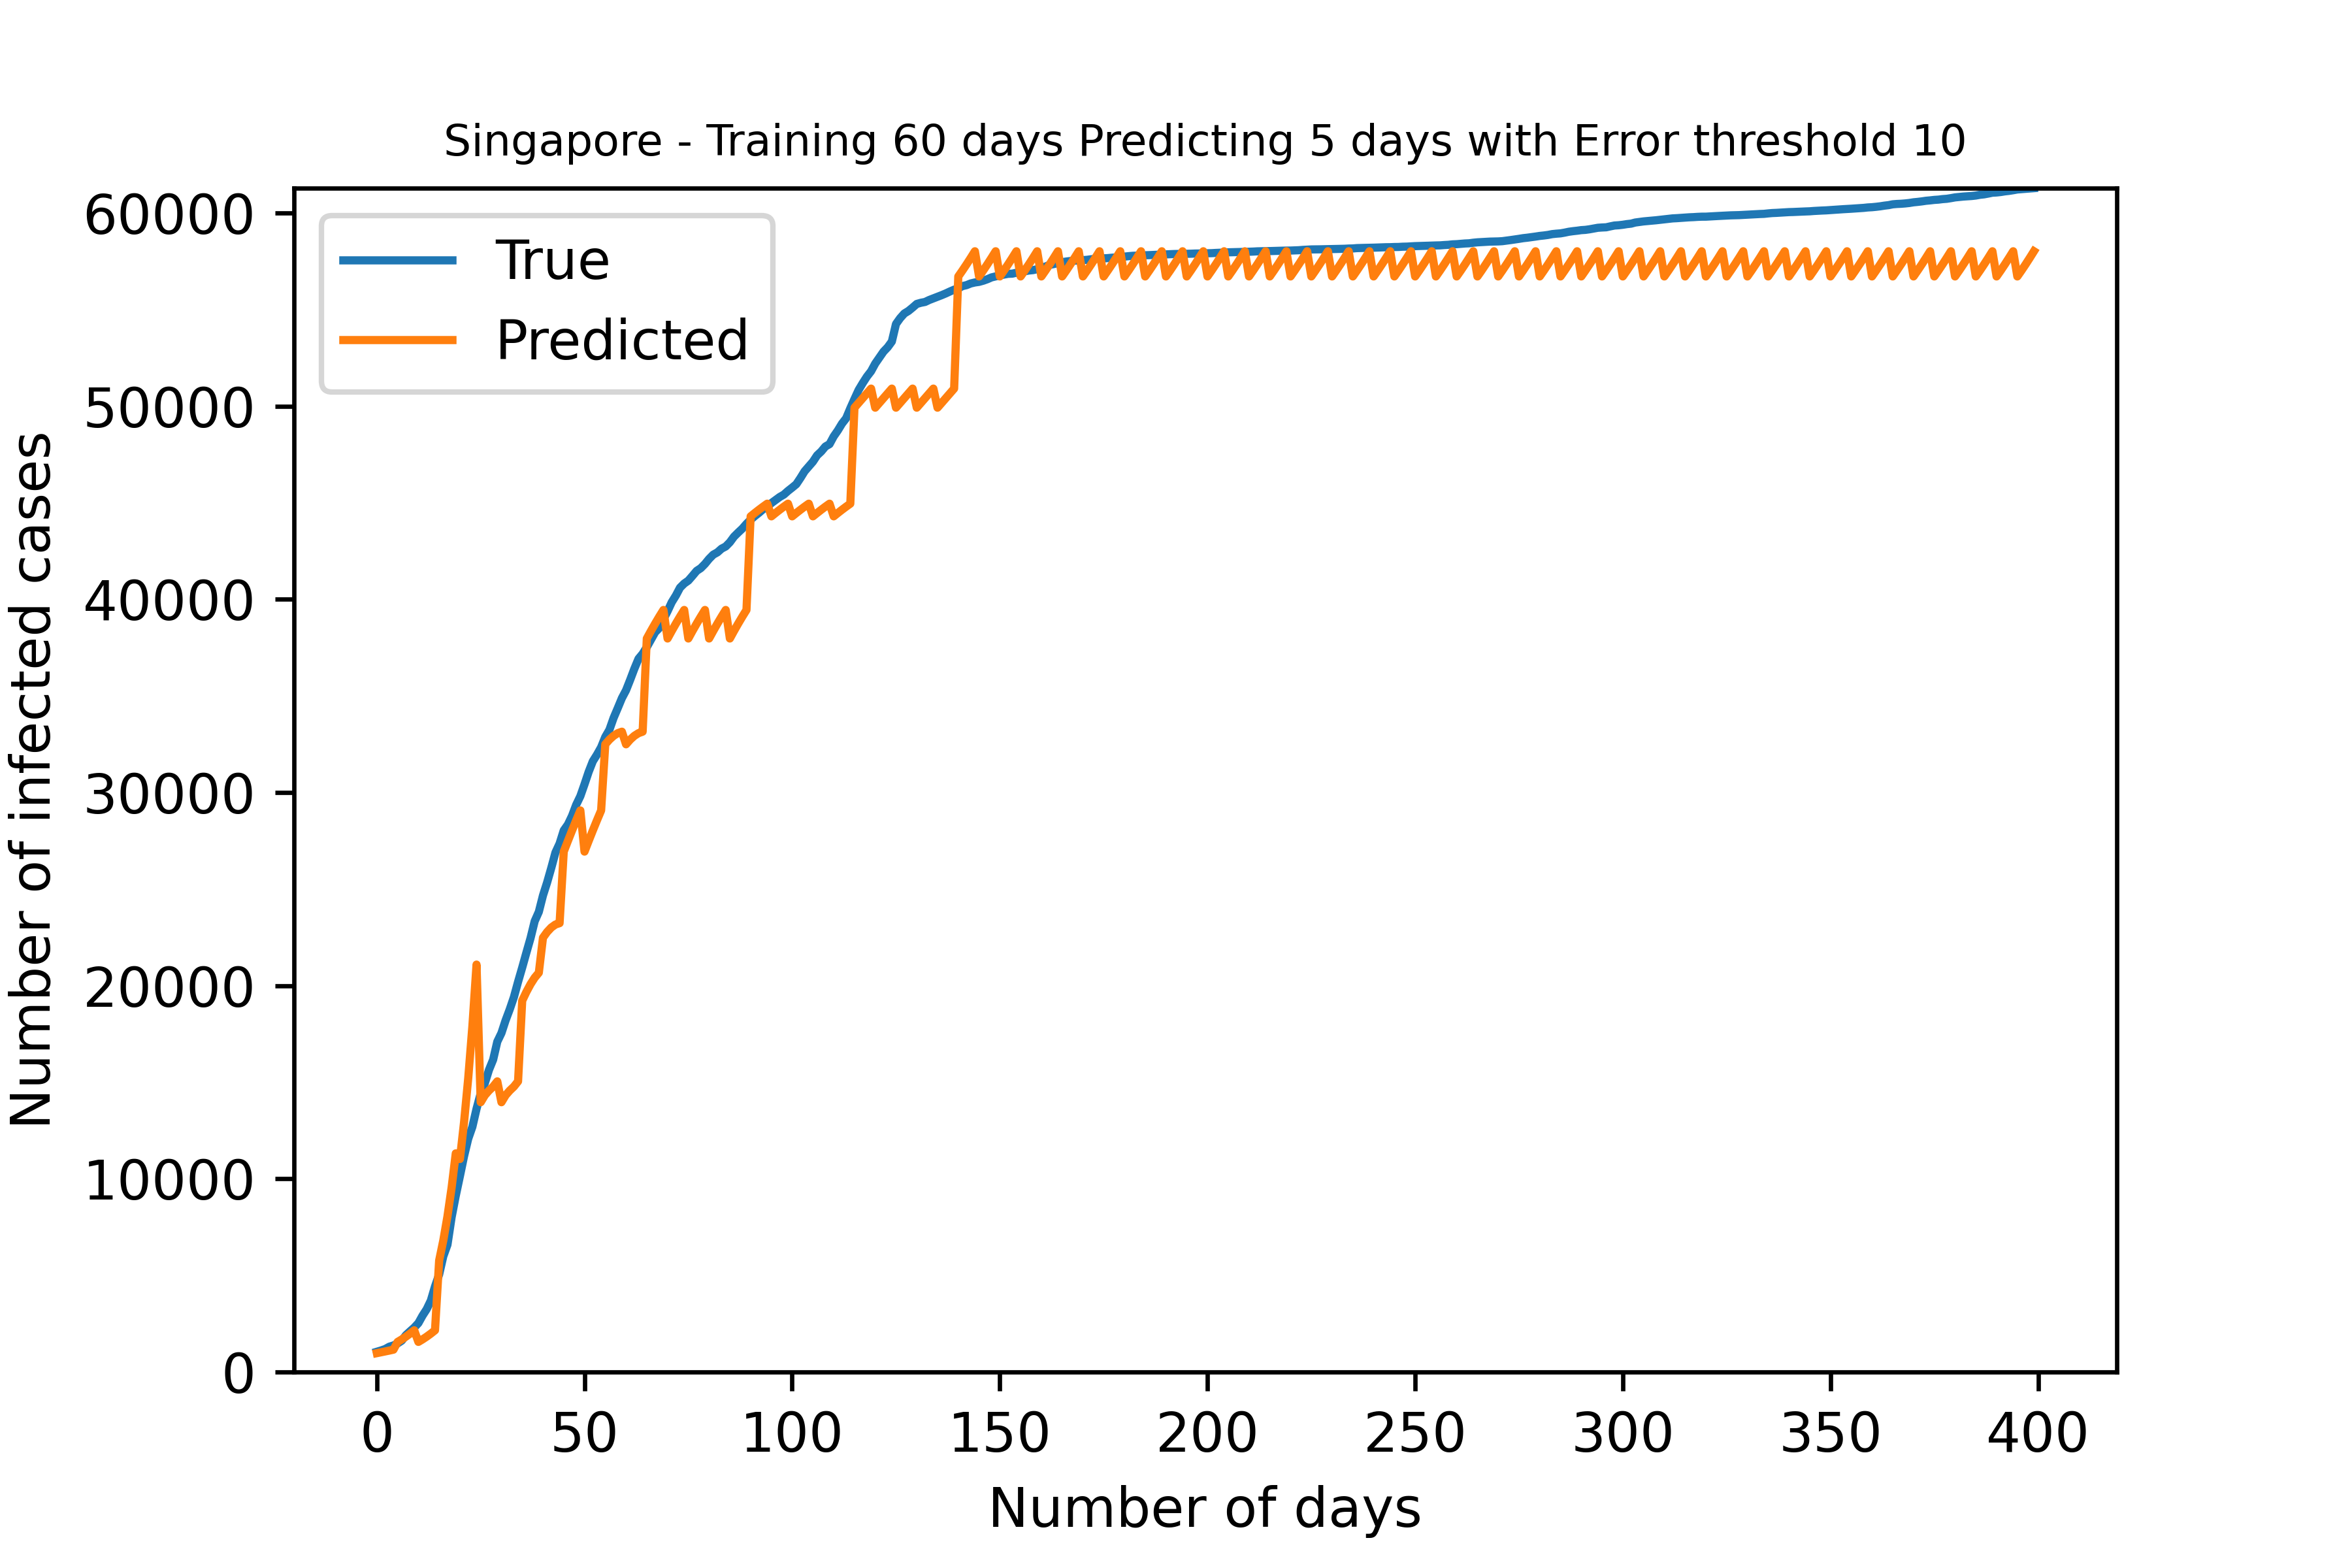 Singapore - Training 60 days Predicting 5 days with Error threshold 10
True
Predicted
Number of infected cases
60000
50000
40000
30000
20000
10000
0
0 50 100 150 200 250 300 350 400
Number of days